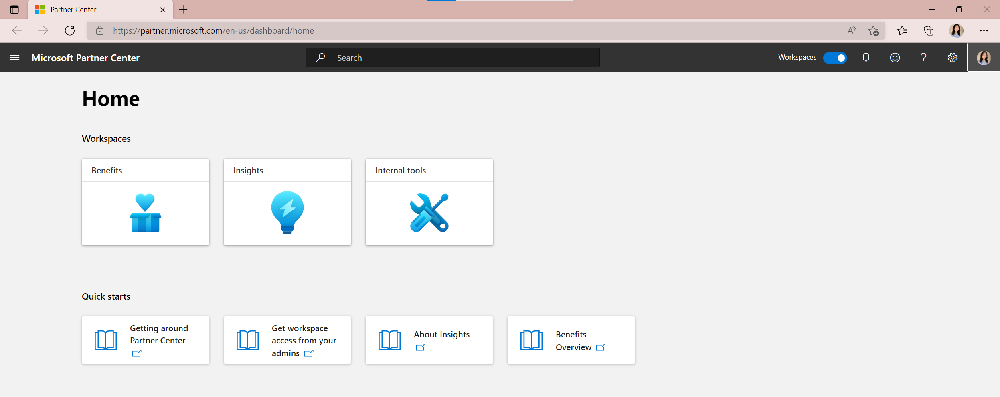 Partner Center
https://partner.microsoft.com/en-us/dashboard/home
Microsoft Partner Center
Search
Workspaces
Home
Workspaces
Benefits
Insights
Internal tools
Quick starts
Getting around
Partner Center
Get workspace
access from your
admins
About Insights
Benefits
Overview